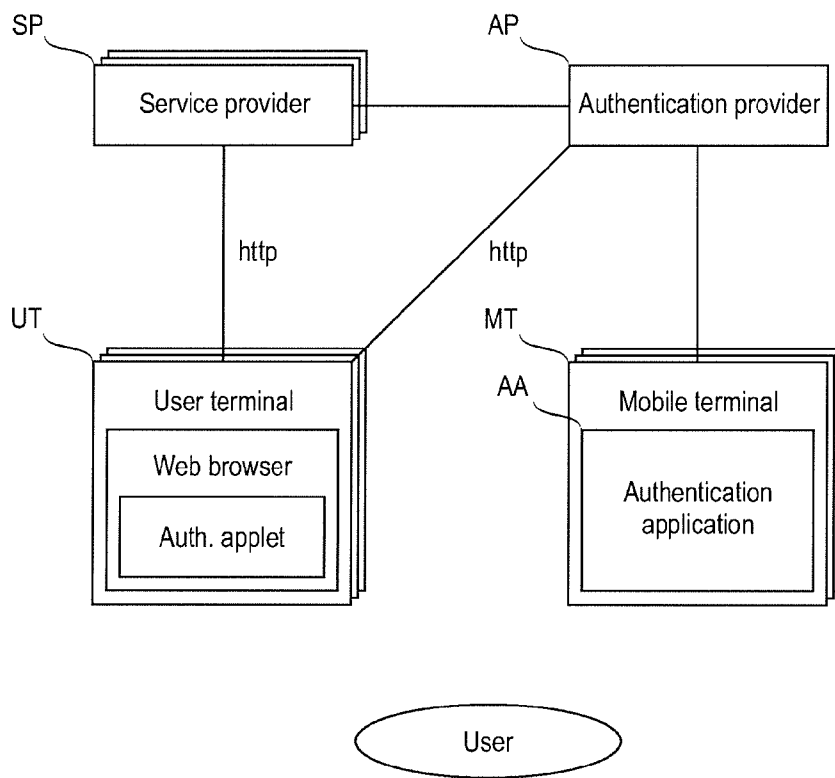 SP
AP
Service provider
Authentication provider
http
http
UT
MT
AA
User terminal
Mobile terminal
Web browser
Authentication
application
Auth. applet
User